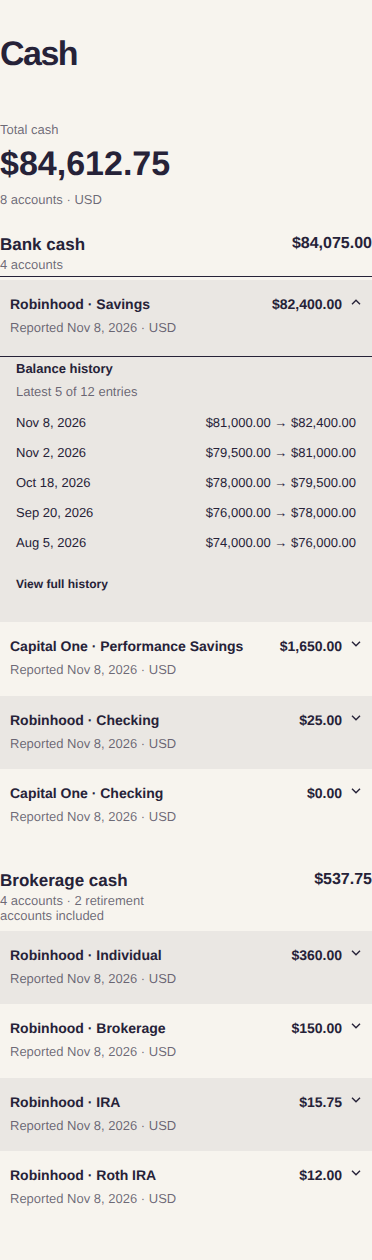 Cash
Total cash
$84,612.75
8 accounts · USD
Bank cash $84,075.00
4 accounts
Robinhood · Savings $82,400.00
Reported Nov 8, 2026 · USD
Balance history
Latest 5 of 12 entries
Nov 8, 2026 $81,000.00 → $82,400.00
Nov 2, 2026 $79,500.00 → $81,000.00
Oct 18, 2026 $78,000.00 → $79,500.00
Sep 20, 2026 $76,000.00 → $78,000.00
Aug 5, 2026 $74,000.00 → $76,000.00
View full history
Capital One · Performance Savings $1,650.00
Reported Nov 8, 2026 · USD
Robinhood · Checking $25.00
Reported Nov 8, 2026 · USD
Capital One · Checking $0.00
Reported Nov 8, 2026 · USD
Brokerage cash $537.75
4 accounts · 2 retirement
accounts included
Robinhood · Individual $360.00
Reported Nov 8, 2026 · USD
Robinhood · Brokerage $150.00
Reported Nov 8, 2026 · USD
Robinhood · IRA $15.75
Reported Nov 8, 2026 · USD
Robinhood · Roth IRA $12.00
Reported Nov 8, 2026 · USD